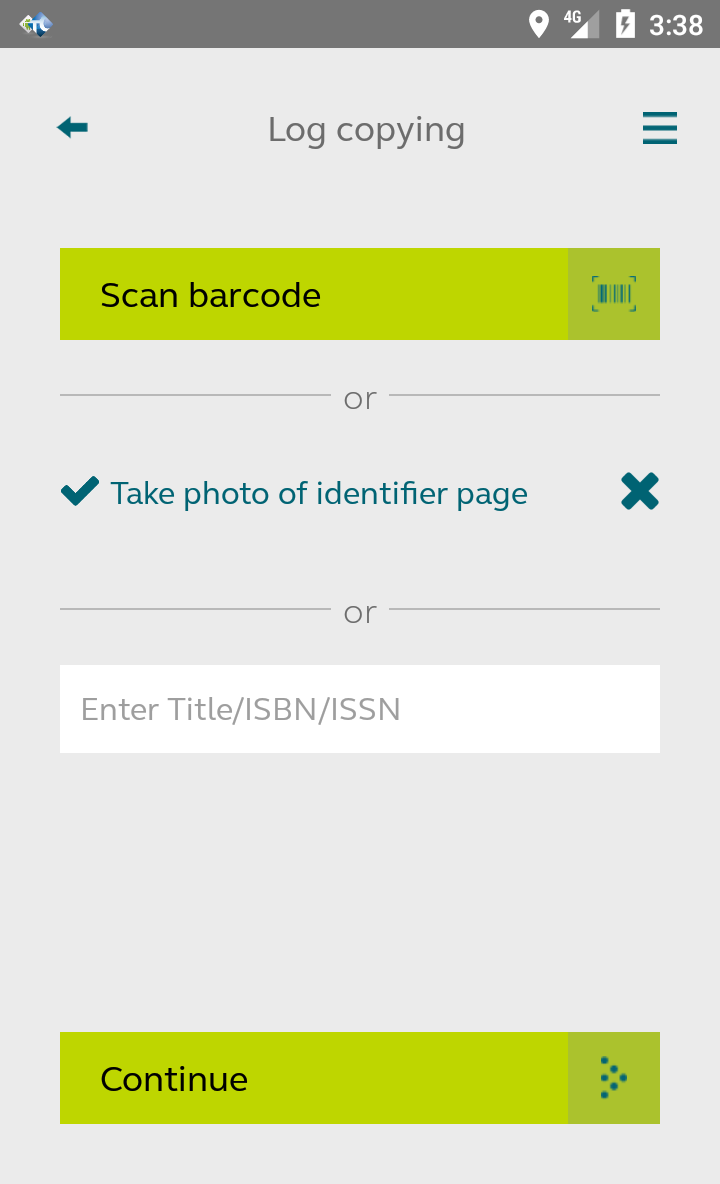 4G 3:38
Log copying
Scan barcode
or
Take photo of identifier page
or
Enter Title/ISBN/ISSN
Continue